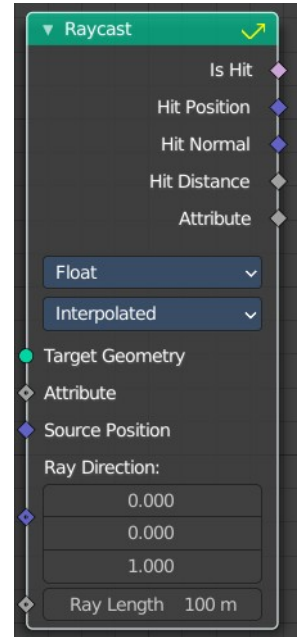 Raycast
Is Hit
Hit Position
Hit Normal
Hit Distance
Attribute
Float
Interpolated
Target Geometry
Attribute
Source Position
Ray Direction:
0.000
0.000
1.000
Ray Length 100 m